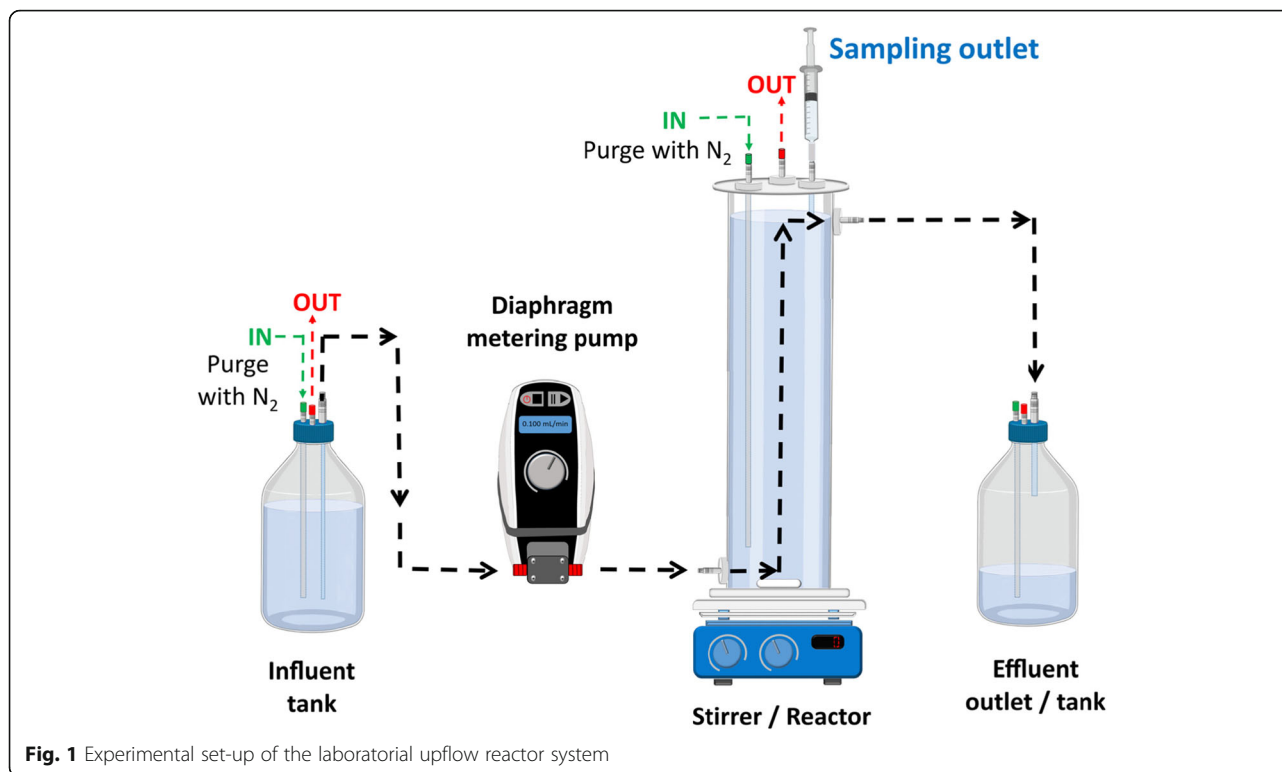 Sampling outlet
OUT
IN
Purge with N₂
Diaphragm
metering pump
OUT
IN
Purge
with N₂
0.100 mL/min
0
Influent
tank
Stirrer / Reactor
Effluent
outlet / tank
Fig. 1 Experimental set-up of the laboratorial upflow reactor system